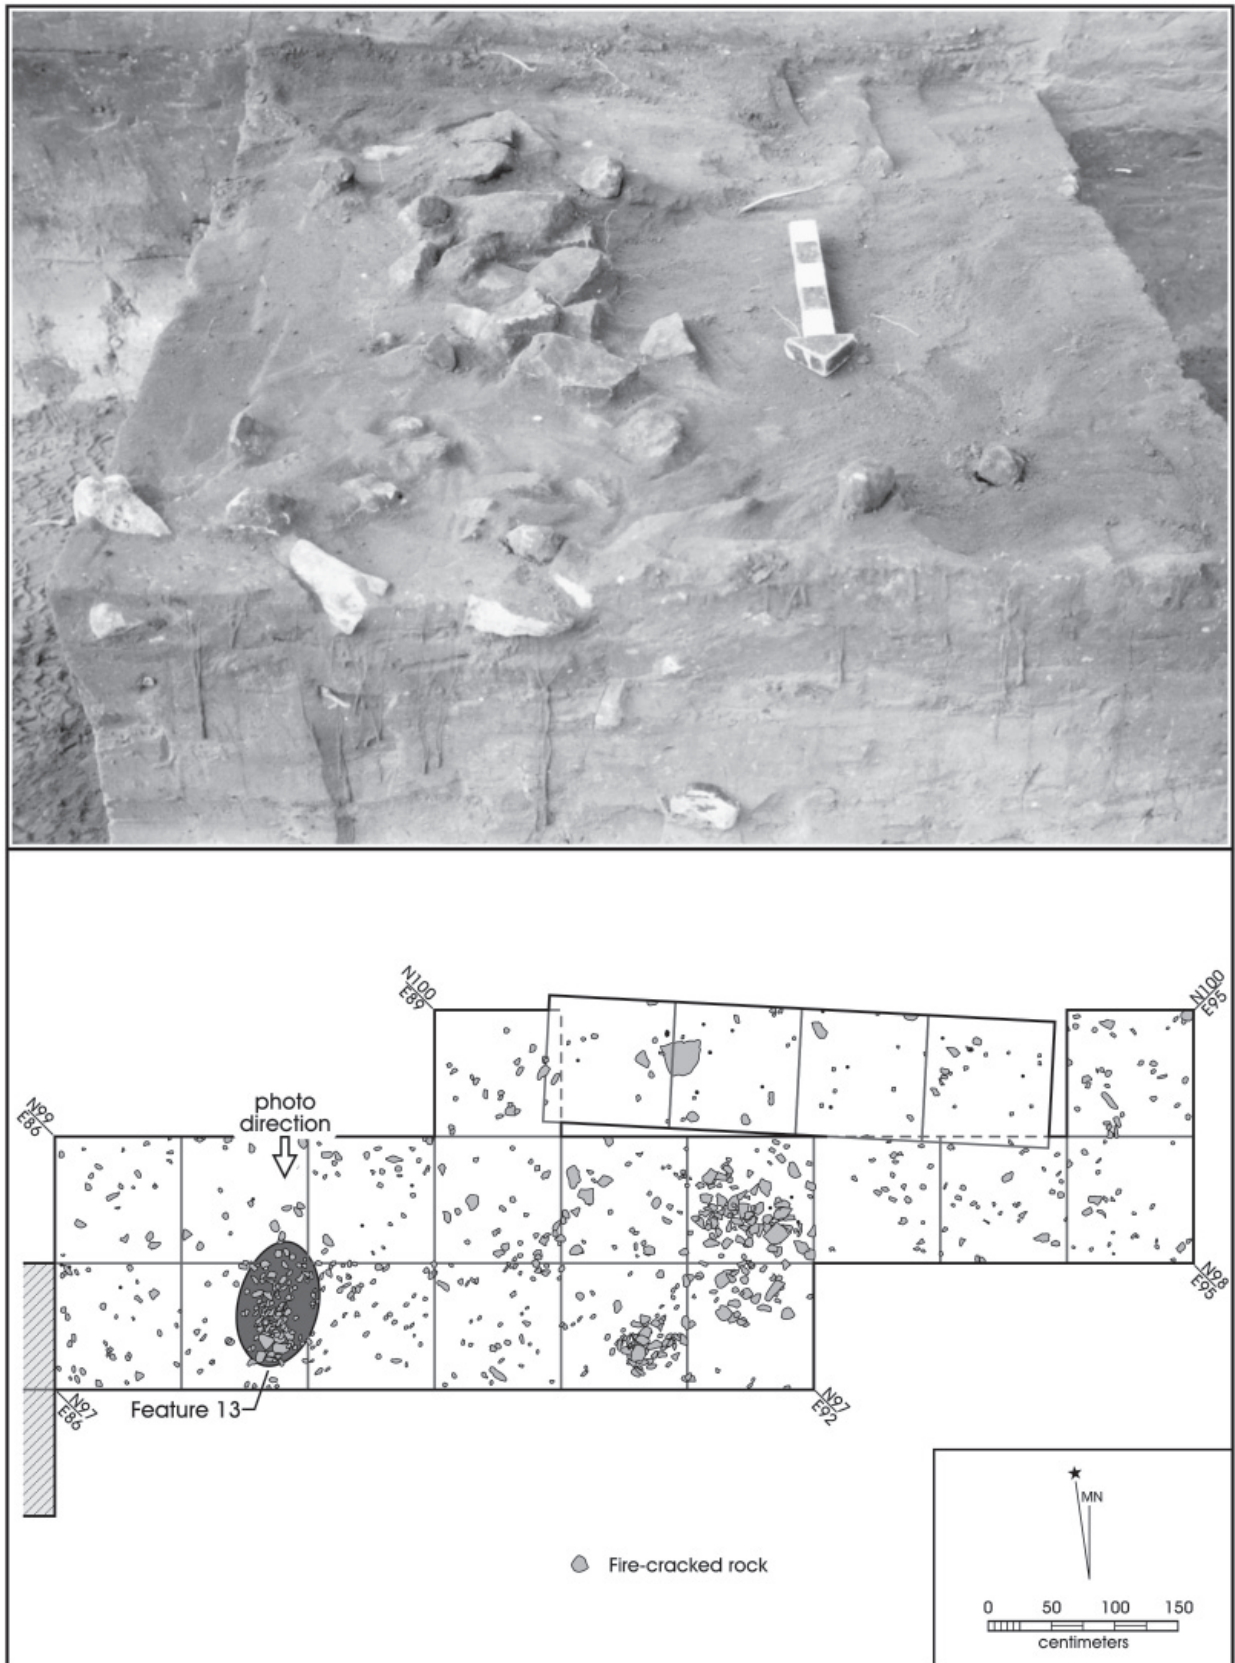 N100
E89
N100
E95
N99
E86
photo
direction
N98
E95
N97
E86
Feature 13
N97
E92
MN
Fire-cracked rock
0 50 100 150
centimeters